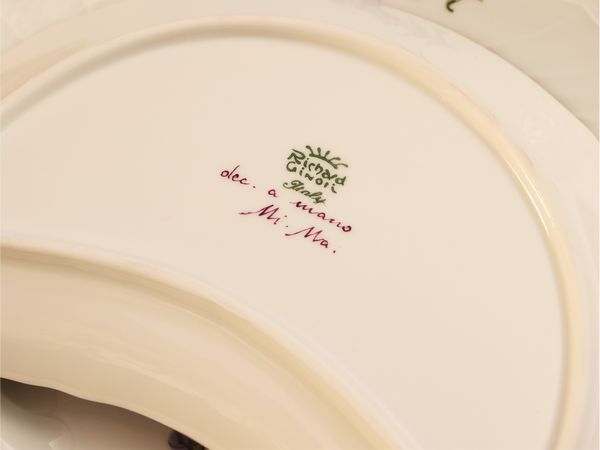 Richard
Ginori
Italy
dec. a mano
Mi. Ma.